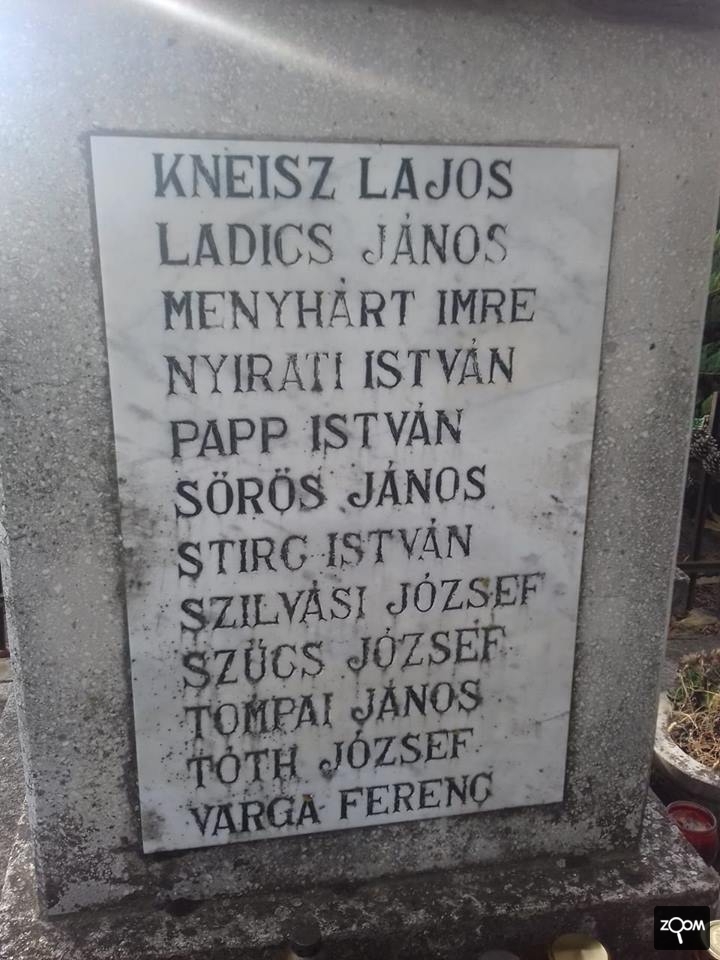 KNEISZ LAJOS
LADICS JÁNOS
MENYHÁRT IMRE
NYIRATI ISTVÁN
PAPP ISTVÁN
SÖRÖS JÁNOS
STIRC ISTVÁN
SZILVÁSI JÓZSEF
SZŰCS JÓZSEF
TOMPAI JÁNOS
TÓTH JÓZSEF
VARGA FERENC
ZOOM